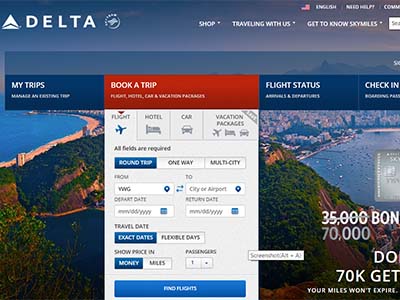 DELTA
ENGLISH NEED HELP? COMMENT
SHOP TRAVELING WITH US GET TO KNOW SKYMILES Sea
MY TRIPS
MANAGE AN EXISTING TRIP
BOOK A TRIP
FLIGHT, HOTEL, CAR & VACATION PACKAGES
FLIGHT STATUS
ARRIVALS & DEPARTURES
CHECK IN
BOARDING PASS
FLIGHT HOTEL CAR VACATION PACKAGES
All fields are required
ROUND TRIP ONE WAY MULTI-CITY
FROM TO
YWG City or Airport
DEPART DATE RETURN DATE
mm/dd/yyyy mm/dd/yyyy
TRAVEL DATE
EXACT DATES FLEXIBLE DAYS
SHOW PRICE IN PASSENGERS
MONEY MILES 1
FIND FLIGHTS
Screenshot(Alt + A)
35,000 BON
70,000
DO
70K GET
YOUR MILES WON'T EXPIRE.